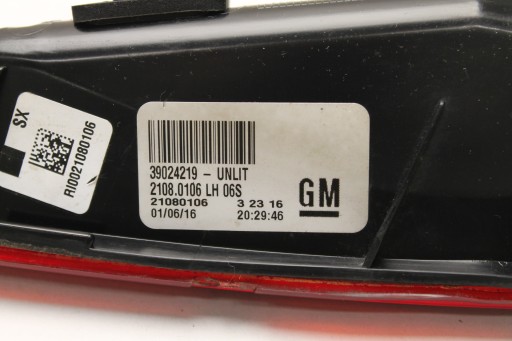 SX
RI0021080106
39024219 - UNLIT
2108.0106 LH 06S
21080106 3 23 16
01/06/16 20:29:46
GM